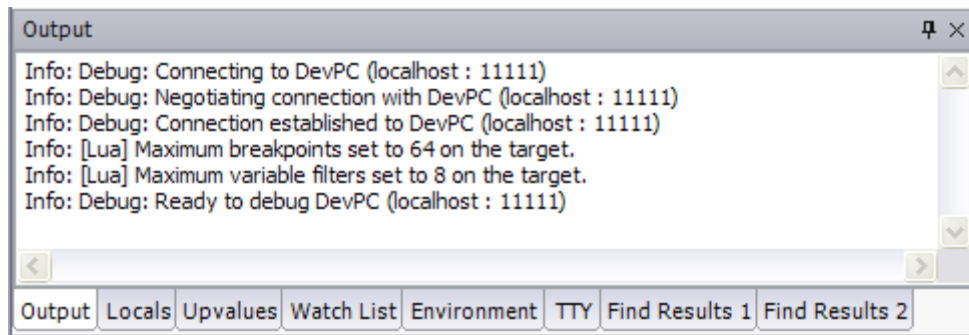 Output
Info: Debug: Connecting to DevPC (localhost : 11111)
Info: Debug: Negotiating connection with DevPC (localhost : 11111)
Info: Debug: Connection established to DevPC (localhost : 11111)
Info: [Lua] Maximum breakpoints set to 64 on the target.
Info: [Lua] Maximum variable filters set to 8 on the target.
Info: Debug: Ready to debug DevPC (localhost : 11111)
Output Locals Upvalues Watch List Environment TTY Find Results 1 Find Results 2